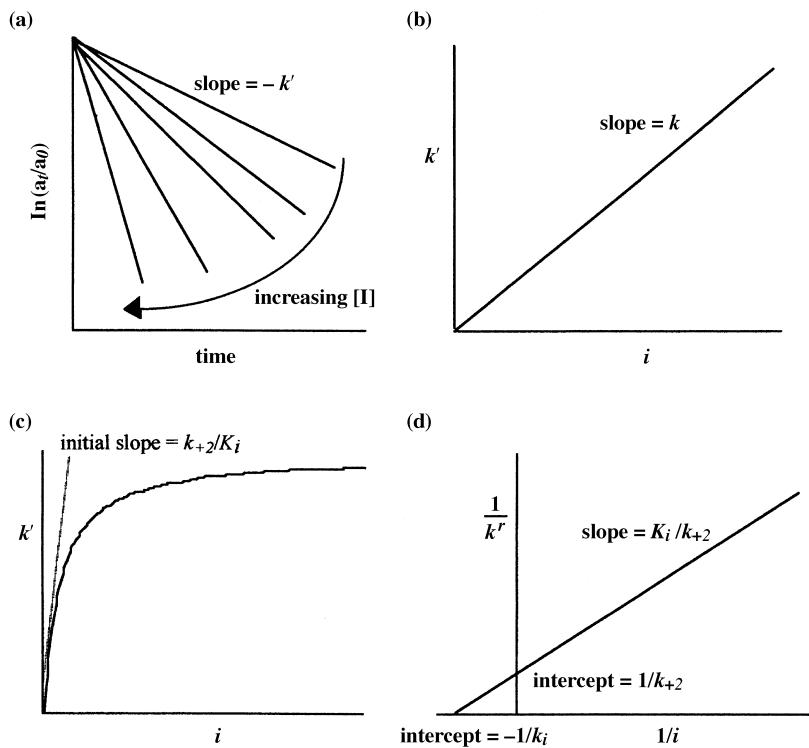 (a)
slope = – k′
ln (at/a0)
increasing [I]
time
(b)
slope = k
k′
i
(c)
initial slope = k+2/Ki
k′
i
(d)
1
kr
slope = Ki /k+2
intercept = 1/k+2
intercept = –1/ki
1/i